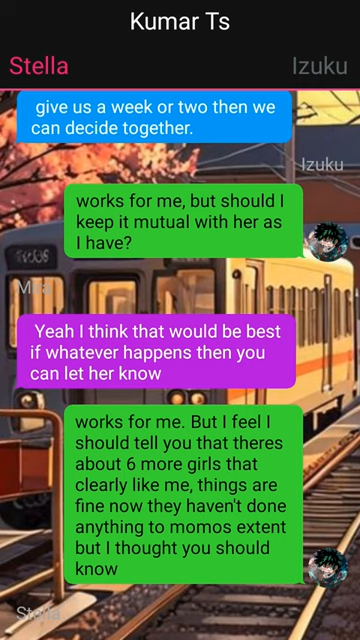 Kumar Ts
Stella Izuku
give us a week or two then we
can decide together.
Izuku
works for me, but should I
keep it mutual with her as
I have?
Yeah I think that would be best
if whatever happens then you
can let her know
works for me. But I feel I
should tell you that theres
about 6 more girls that
clearly like me, things are
fine now they haven't done
anything to momos extent
but I thought you should
know
Stella